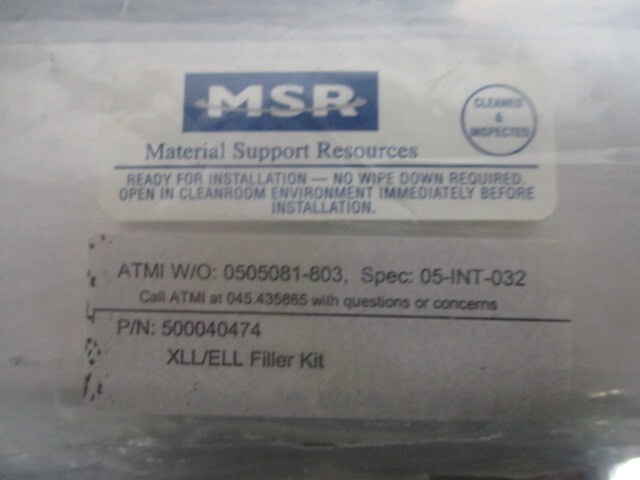 MSR
CLEANED
&
INSPECTED
Material Support Resources
READY FOR INSTALLATION — NO WIPE DOWN REQUIRED.
OPEN IN CLEANROOM ENVIRONMENT IMMEDIATELY BEFORE
INSTALLATION.
ATMI W/O: 0505081-803, Spec: 05-INT-032
Call ATMI at 045.435865 with questions or concerns
P/N: 500040474
XLL/ELL Filler Kit